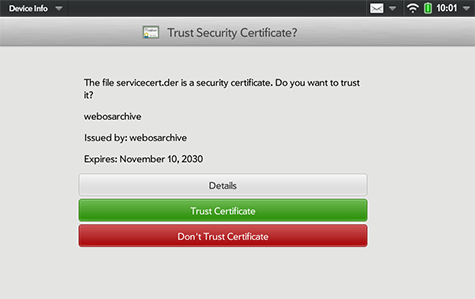 Device Info
10:01
Trust Security Certificate?
The file servicecert.der is a security certificate. Do you want to trust
it?
webosarchive
Issued by: webosarchive
Expires: November 10, 2030
Details
Trust Certificate
Don't Trust Certificate